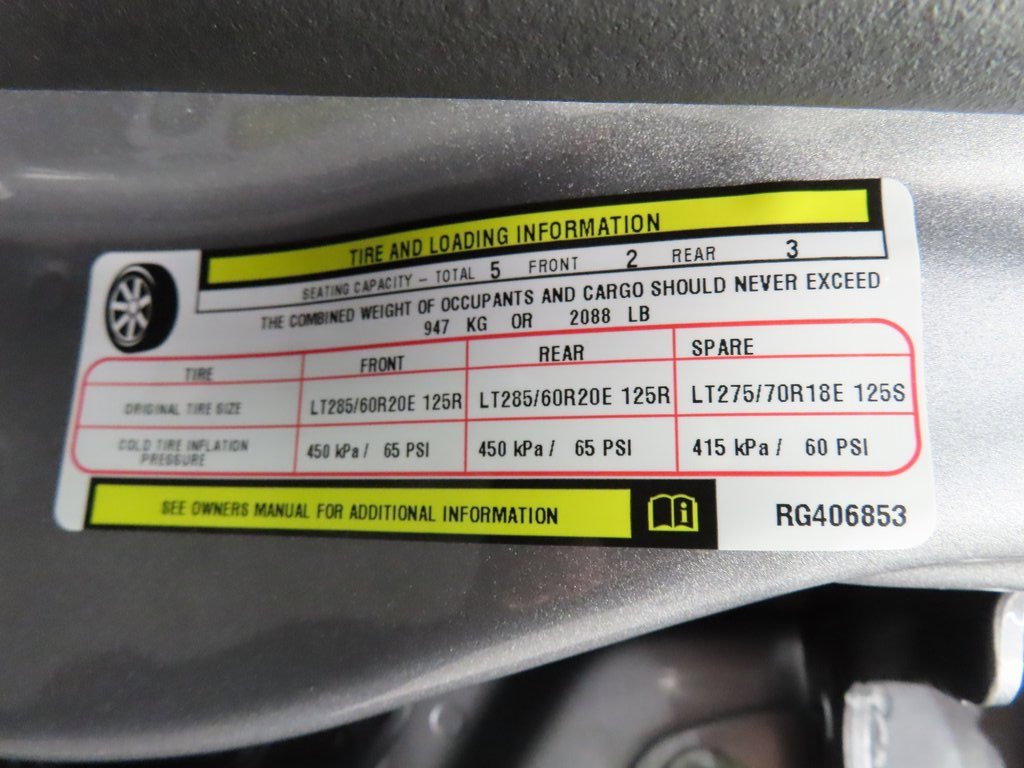 TIRE AND LOADING INFORMATION
SEATING CAPACITY - TOTAL 5 FRONT 2 REAR 3
THE COMBINED WEIGHT OF OCCUPANTS AND CARGO SHOULD NEVER EXCEED
947 KG OR 2088 LB
TIRE FRONT REAR SPARE
ORIGINAL TIRE SIZE LT285/60R20E 125R LT285/60R20E 125R LT275/70R18E 125S
COLD TIRE INFLATION PRESSURE 450 kPa / 65 PSI 450 kPa / 65 PSI 415 kPa / 60 PSI
SEE OWNERS MANUAL FOR ADDITIONAL INFORMATION
RG406853